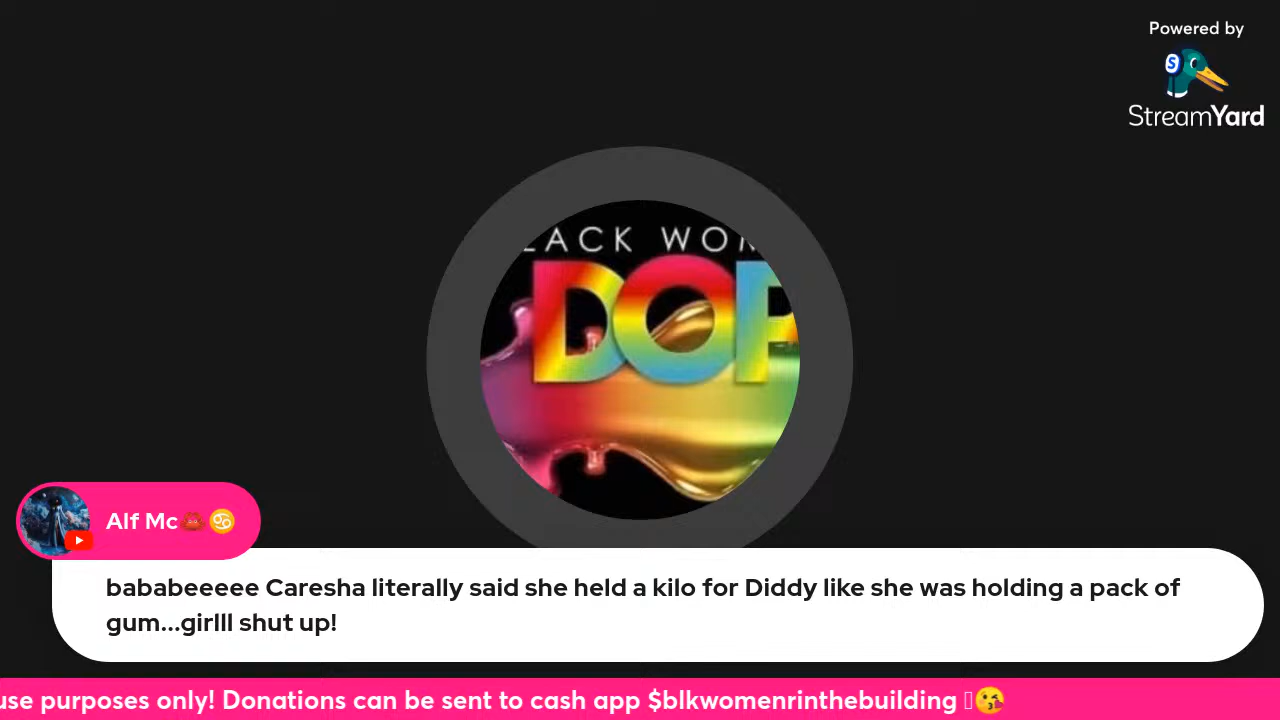 Powered by
S
StreamYard
LACK WOM
DOP
Alf Mc🦀♋
bababeeeee Caresha literally said she held a kilo for Diddy like she was holding a pack of
gum...girlll shut up!
use purposes only! Donations can be sent to cash app $blkwomenrinthebuilding 😘